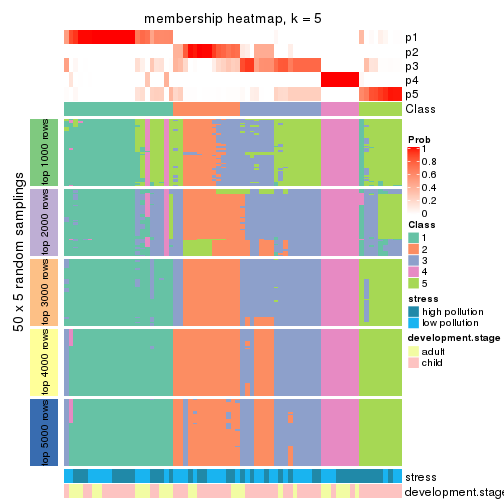 membership heatmap, k = 5
p1
p2
p3
p4
p5
Class
50 x 5 random samplings
top 1000 rows
top 2000 rows
top 3000 rows
top 4000 rows
top 5000 rows
stress
development.stage
Prob
1
0.8
0.6
0.4
0.2
0
Class
1
2
3
4
5
stress
high pollution
low pollution
development.stage
adult
child